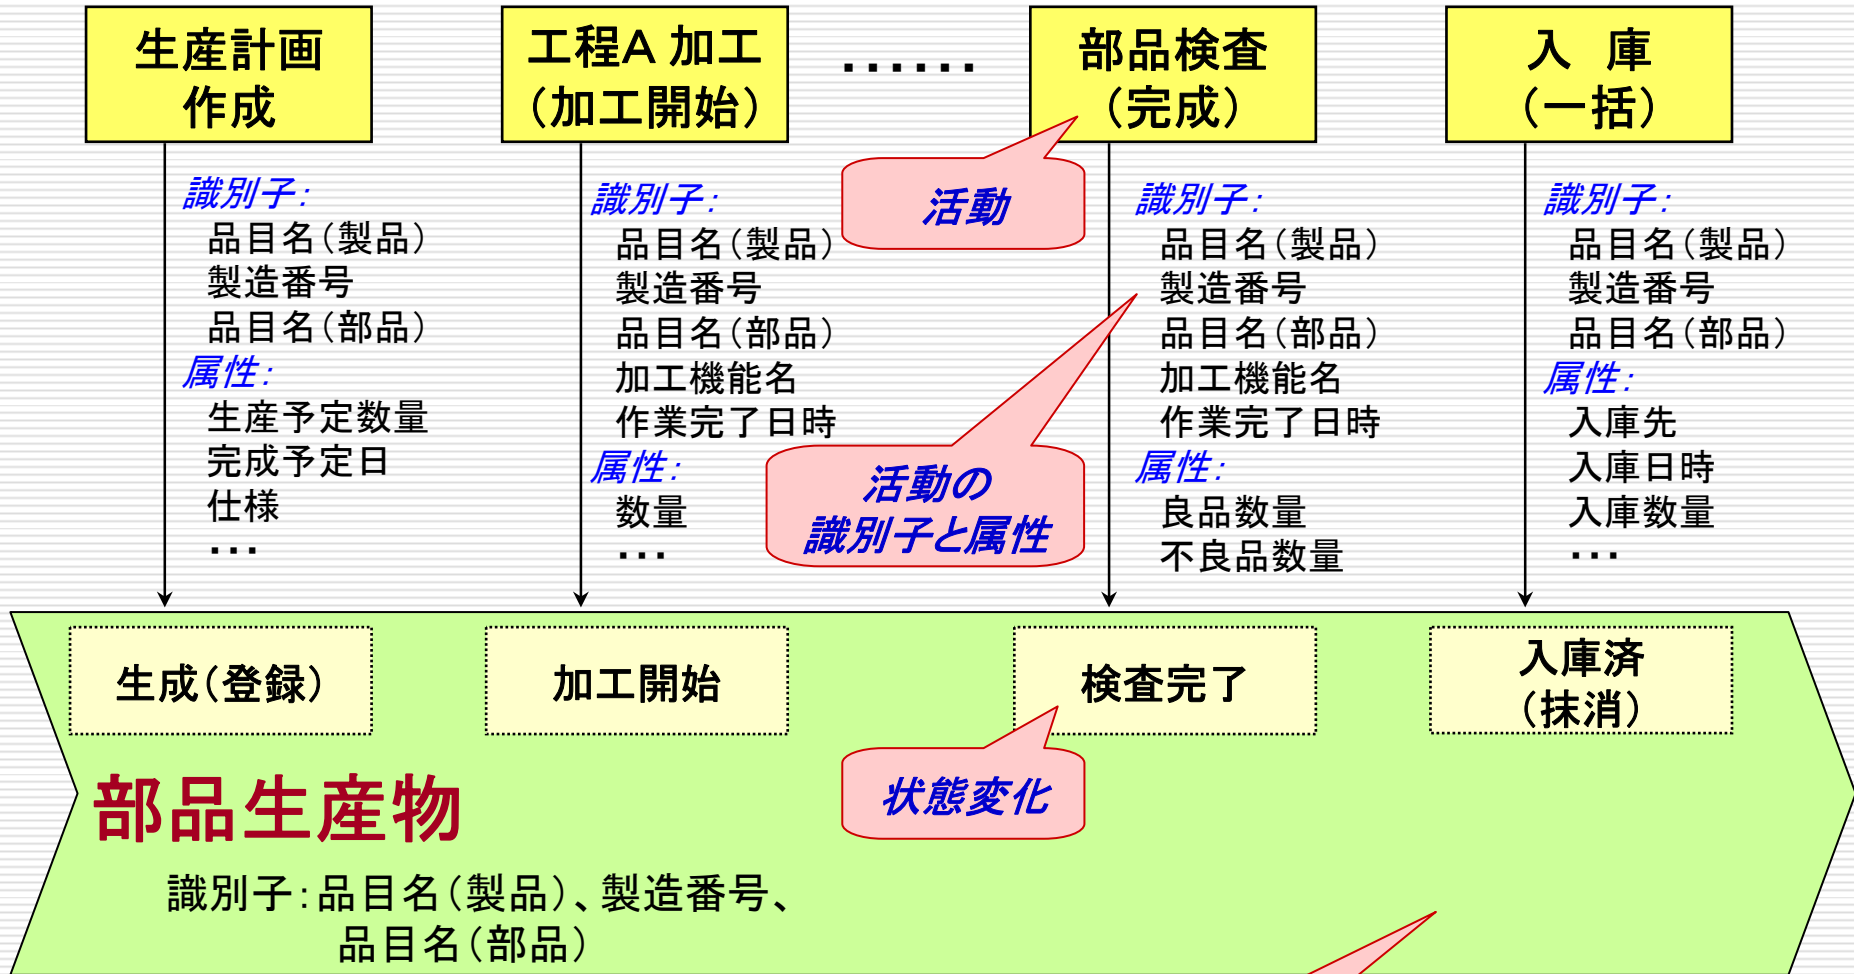 生産計画
作成
工程A 加工
（加工開始）
・・・・・・
部品検査
（完成）
入　庫
（一括）
識別子：
品目名（製品）
製造番号
品目名（部品）
属性：
生産予定数量
完成予定日
仕様
・・・
識別子：
品目名（製品）
製造番号
品目名（部品）
加工機能名
作業完了日時
属性：
数量
・・・
活動
活動の
識別子と属性
識別子：
品目名（製品）
製造番号
品目名（部品）
加工機能名
作業完了日時
属性：
良品数量
不良品数量
識別子：
品目名（製品）
製造番号
品目名（部品）
属性：
入庫先
入庫日時
入庫数量
・・・
生成（登録）
加工開始
検査完了
入庫済
（抹消）
状態変化
部品生産物
識別子：品目名（製品）、製造番号、
品目名（部品）